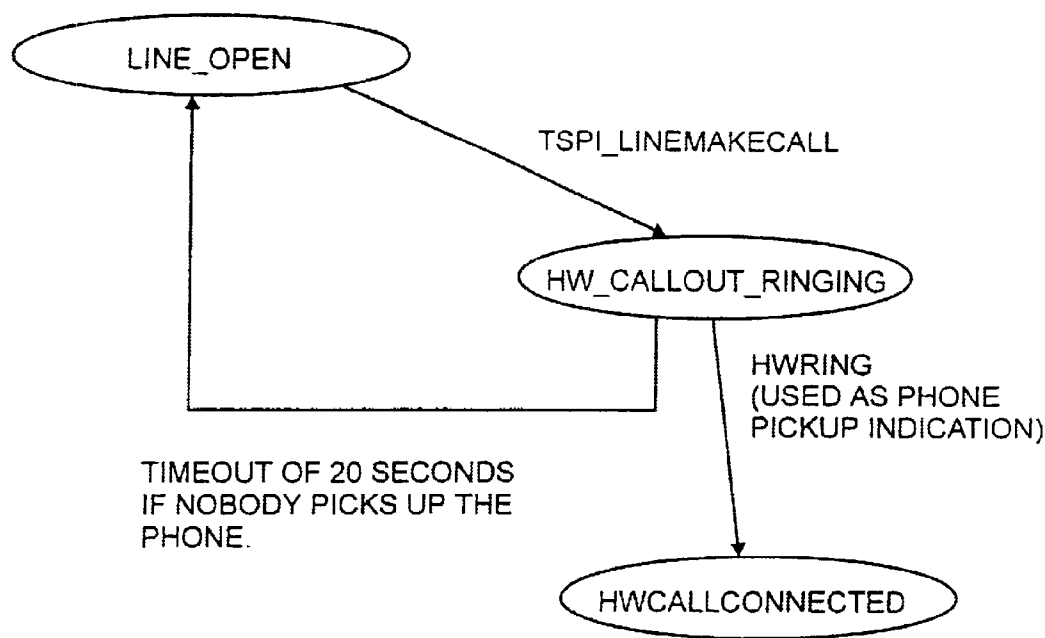 LINE_OPEN
TSPI_LINEMAKECALL
HW_CALLOUT_RINGING
HWRING
(USED AS PHONE
PICKUP INDICATION)
TIMEOUT OF 20 SECONDS
IF NOBODY PICKS UP THE
PHONE.
HWCALLCONNECTED